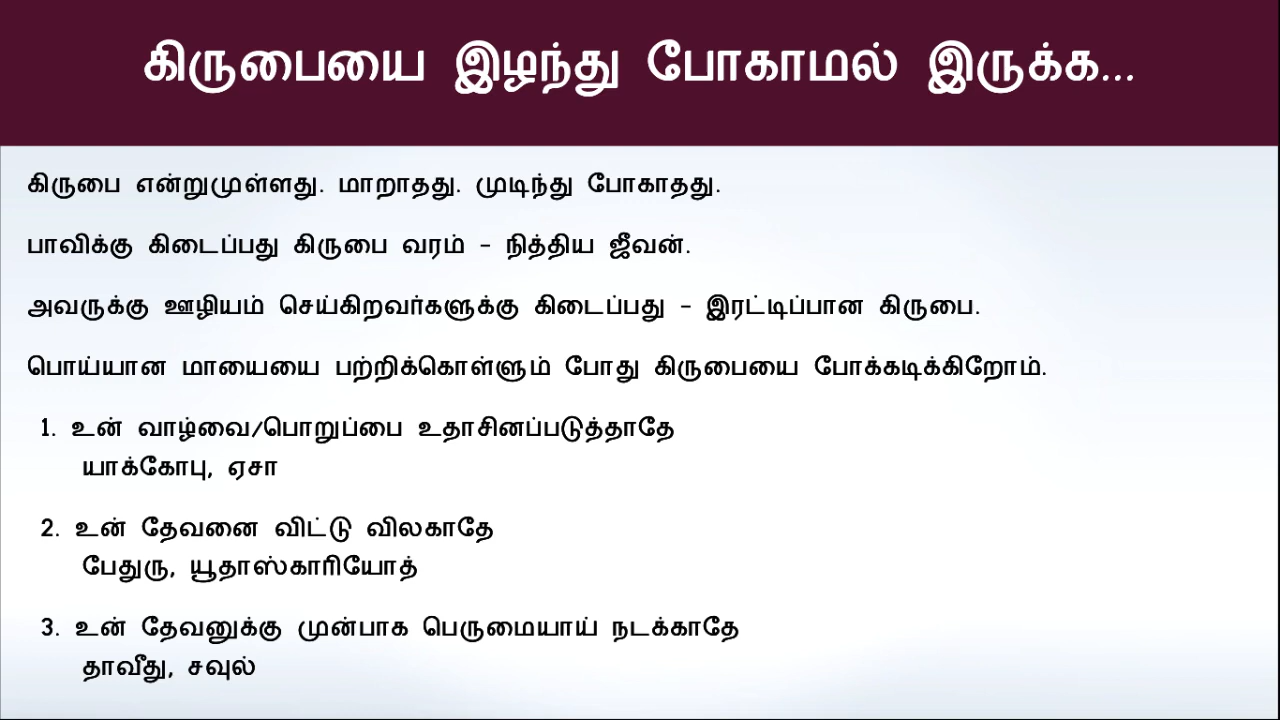 கிருபையை இழந்து போகாமல் இருக்க...
கிருபை என்றுமுள்ளது. மாறாதது. முடிந்து போகாதது.
பாவிக்கு கிடைப்பது கிருபை வரம் - நித்திய ஜீவன்.
அவருக்கு ஊழியம் செய்கிறவர்களுக்கு கிடைப்பது - இரட்டிப்பான கிருபை.
பொய்யான மாயையை பற்றிக்கொள்ளும் போது கிருபையை போக்கடிக்கிறோம்.
1. உன் வாழ்வை/பொறுப்பை உதாசினப்படுத்தாதே
யாக்கோபு, ஏசா
2. உன் தேவனை விட்டு விலகாதே
பேதுரு, யூதாஸ்காரியோத்
3. உன் தேவனுக்கு முன்பாக பெருமையாய் நடக்காதே
தாவீது, சவுல்